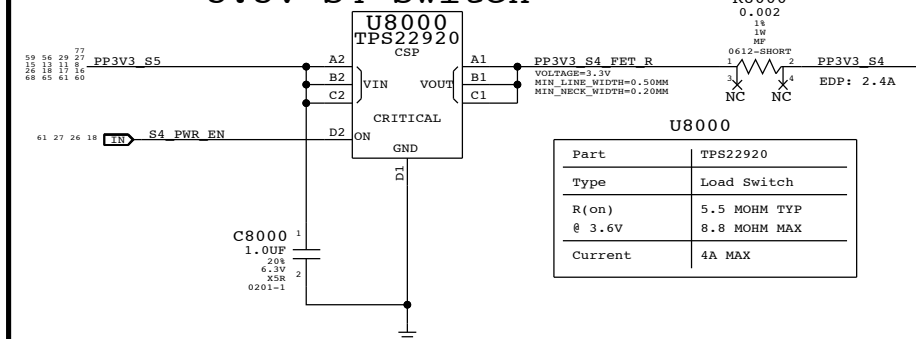 U8000
TPS22920
CSP
0.002
1%
1W
MF
0612-SHORT
77
59 56 29 27
15 13 11 8
26 18 17 16
68 65 61 60
PP3V3_S5
A2
B2
C2
VIN
VOUT
A1
B1
C1
PP3V3_S4_FET_R
VOLTAGE=3.3V
MIN_LINE_WIDTH=0.50MM
MIN_NECK_WIDTH=0.20MM
1
2
3
4
NC
NC
PP3V3_S4
EDP: 2.4A
CRITICAL
61 27 26 18
IN
S4_PWR_EN
D2
ON
GND
D1
C8000
1
1.0UF
20%
6.3V
X5R
0201-1
2
U8000
Part TPS22920
Type Load Switch
R(on) 5.5 MOHM TYP
@ 3.6V 8.8 MOHM MAX
Current 4A MAX